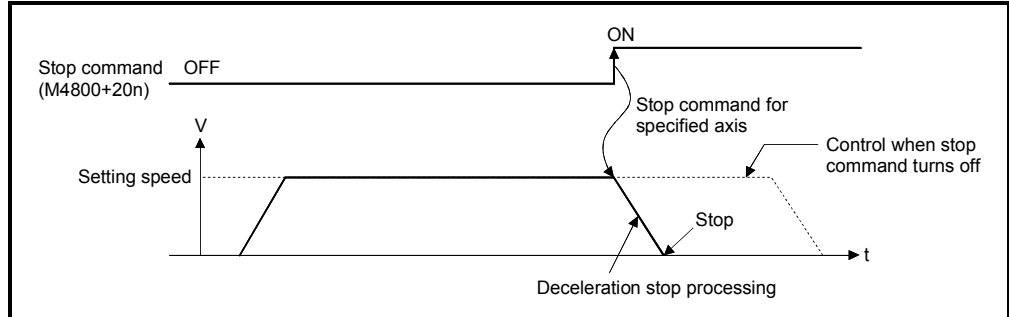 ON
Stop command OFF
(M4800+20n)
Stop command for
specified axis
V
Control when stop
command turns off
Setting speed
Stop
t
Deceleration stop processing